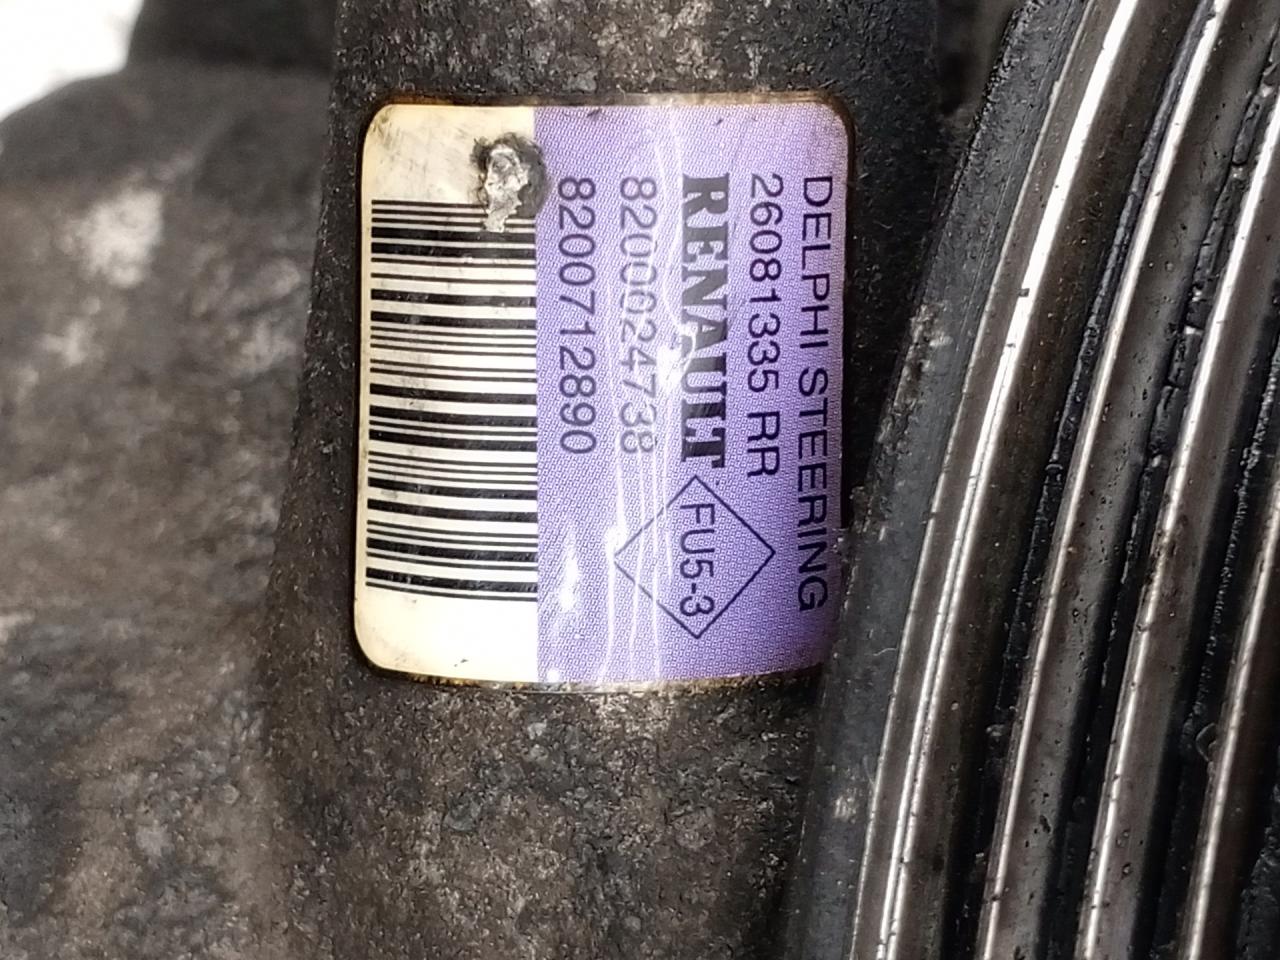 DELPHI STEERING
26081335 RR
RENAULT FU5-3
8200024738
8200712890